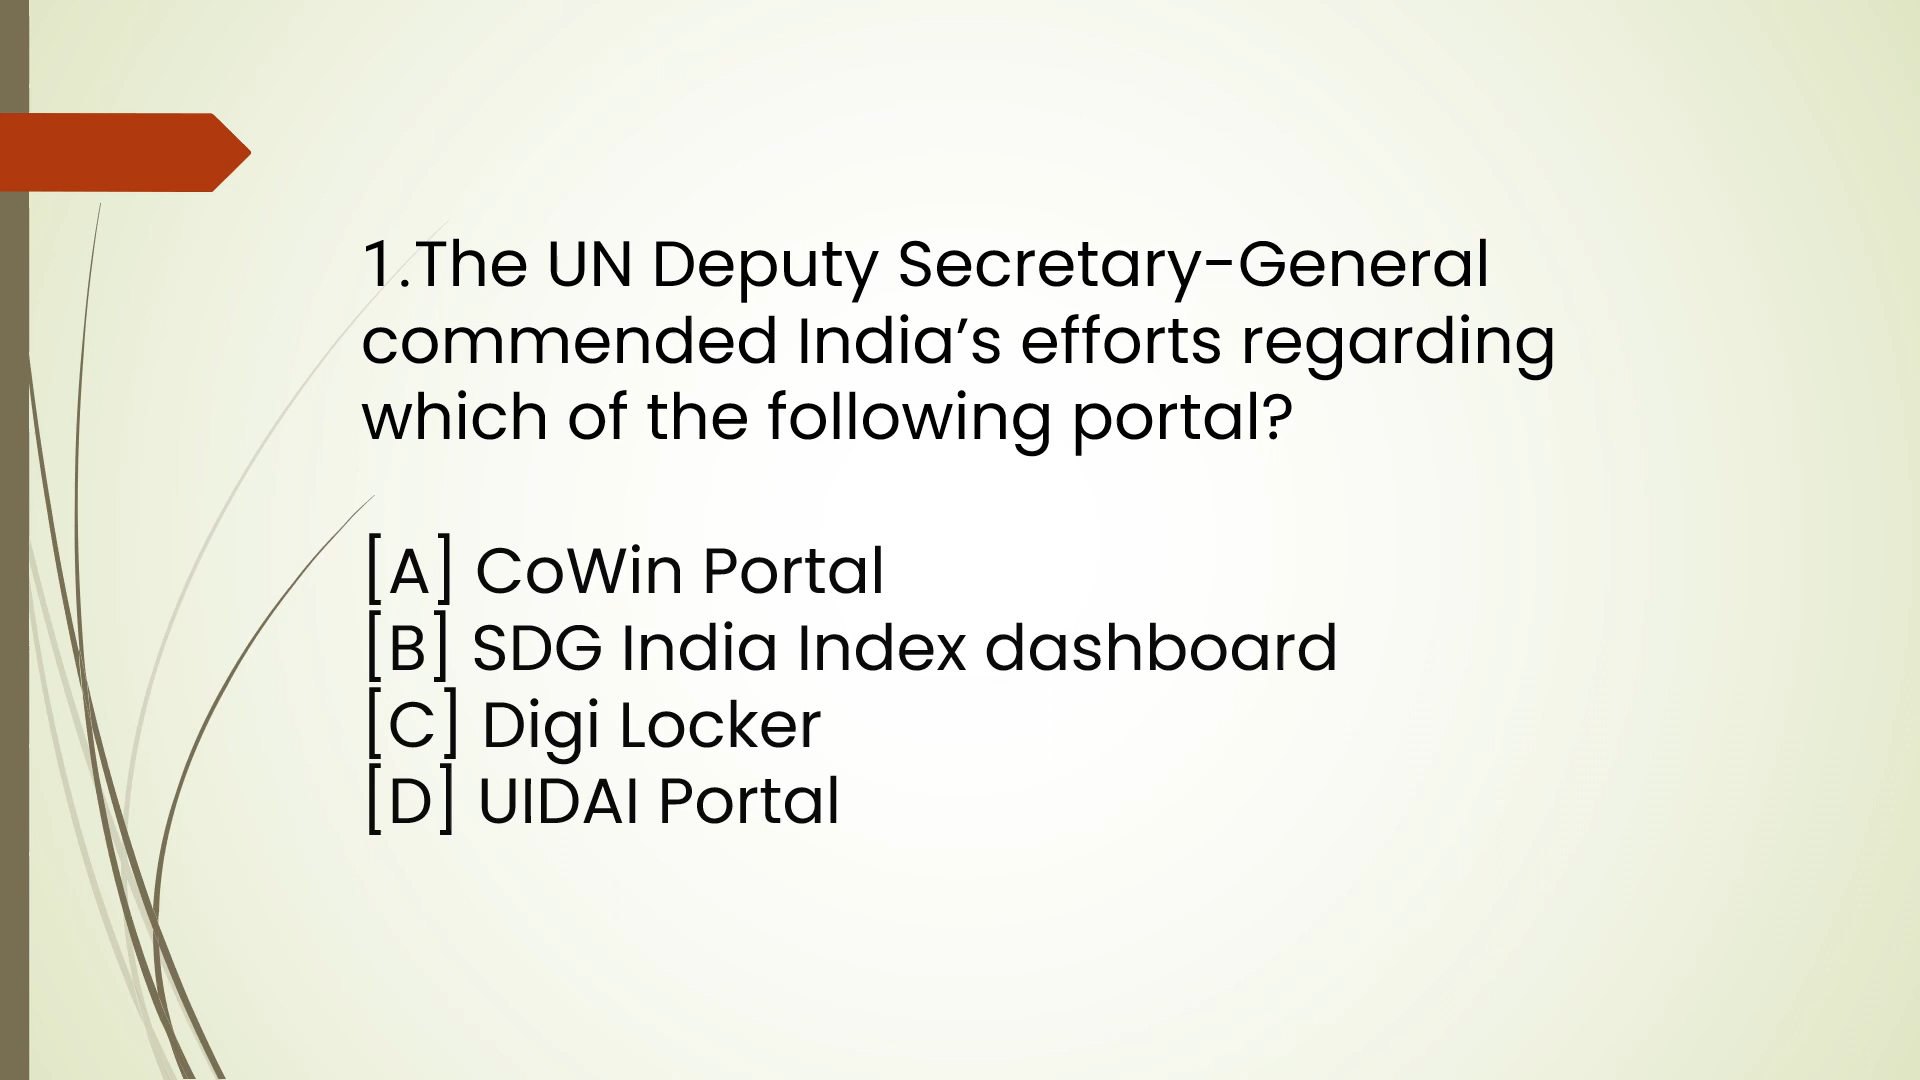 1.The UN Deputy Secretary-General
commended India’s efforts regarding
which of the following portal?
[A] CoWin Portal
[B] SDG India Index dashboard
[C] Digi Locker
[D] UIDAI Portal